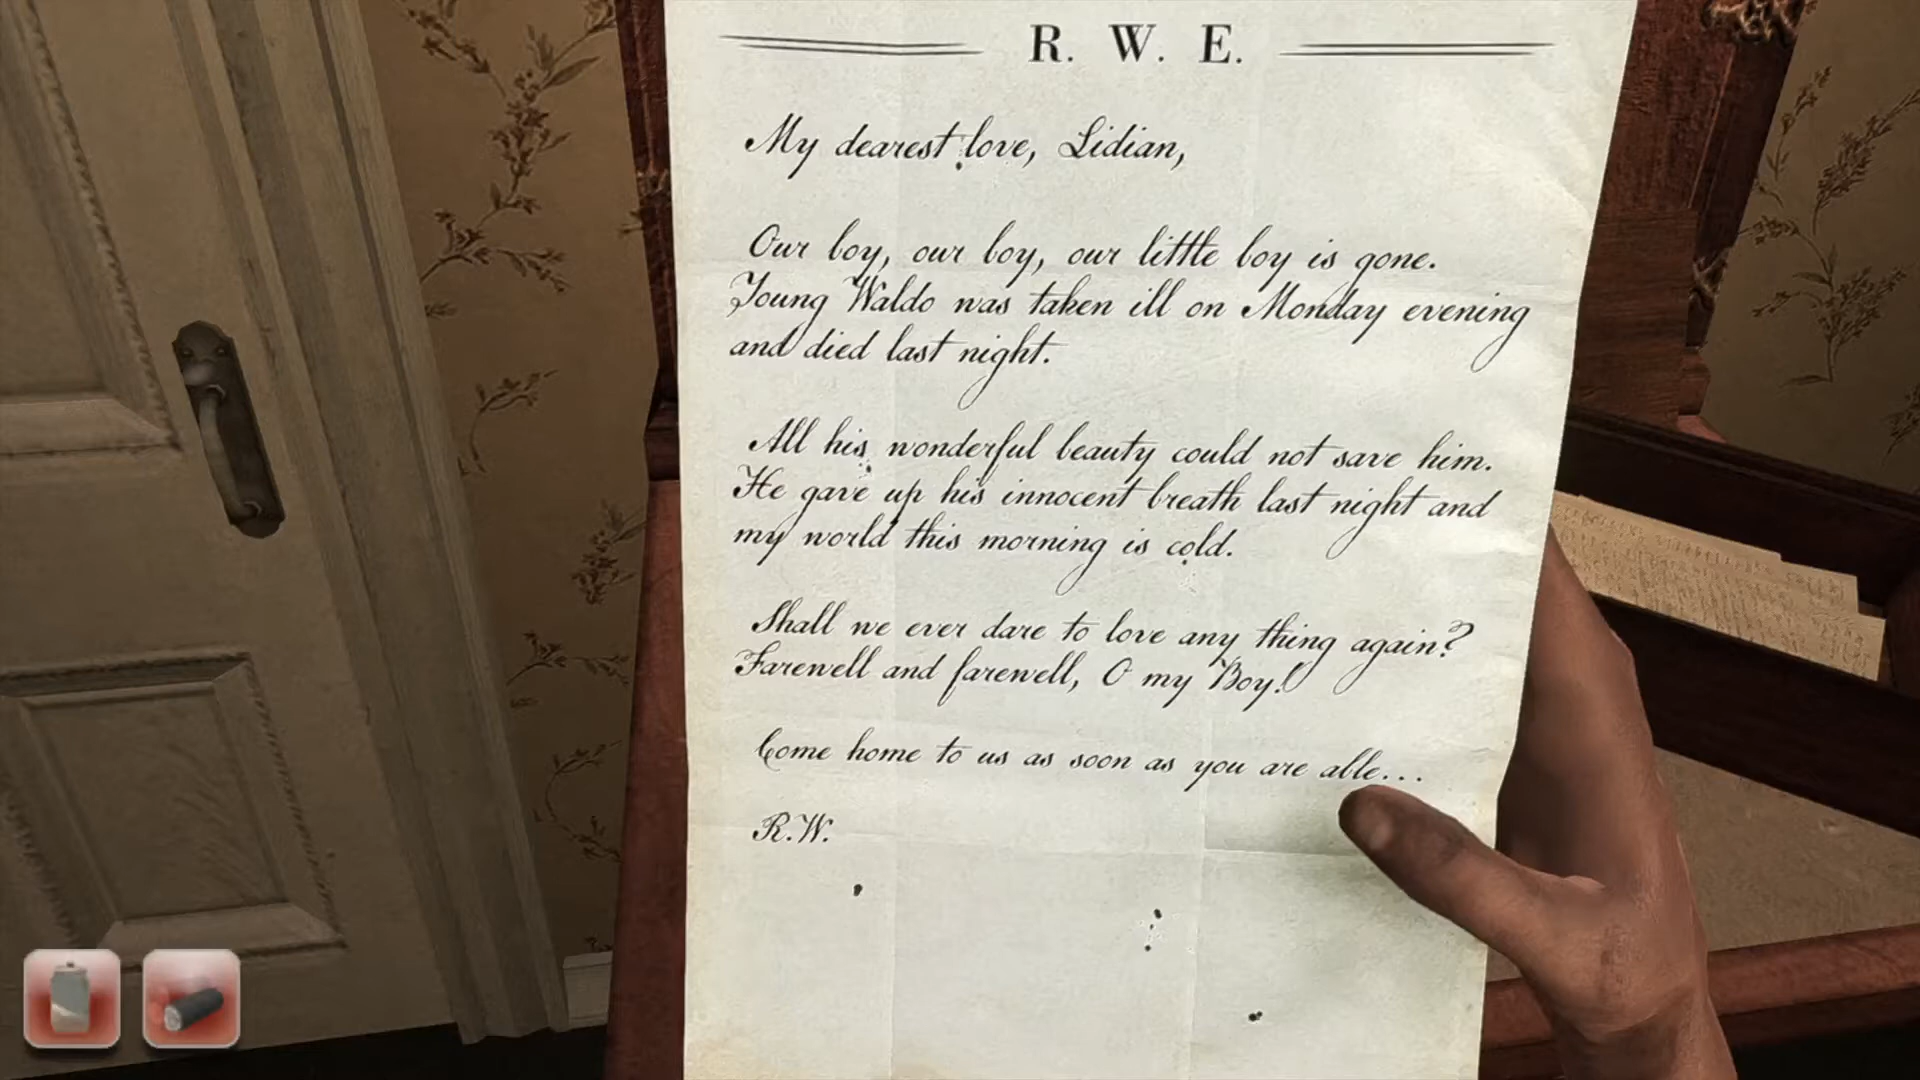 R. W. E.
My dearest love, Lidian,
Our boy, our boy, our little boy is gone.
Young Waldo was taken ill on Monday evening
and died last night.
All his wonderful beauty could not save him.
He gave up his innocent breath last night and
my world this morning is cold.
Shall we ever dare to love any thing again?
Farewell and farewell, O my Boy!
Come home to us as soon as you are able...
R.W.